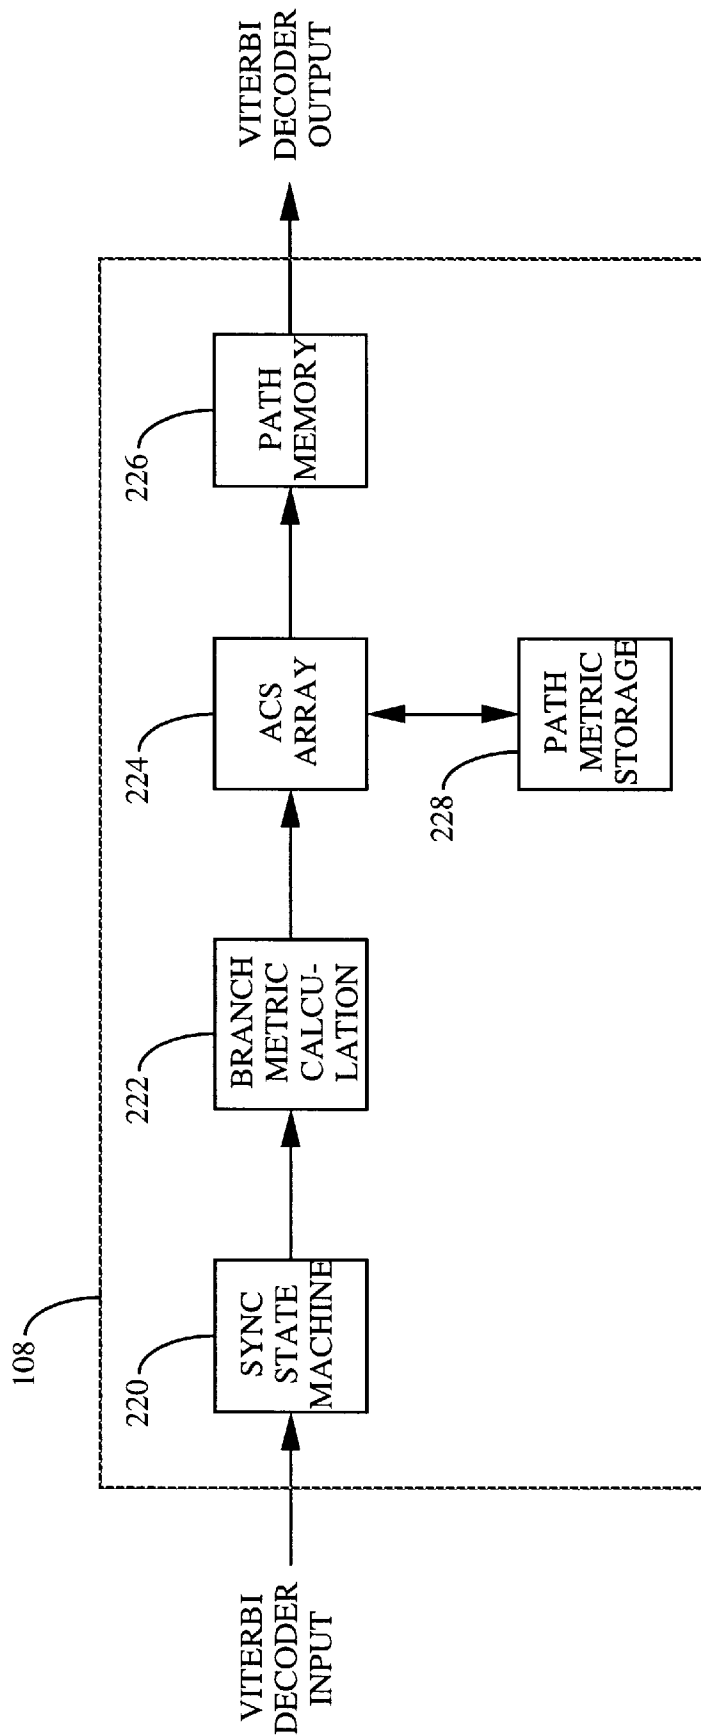 108
VITERBI
DECODER
INPUT
220
SYNC
STATE
MACHINE
222
BRANCH
METRIC
CALCU-
LATION
224
ACS
ARRAY
226
PATH
MEMORY
VITERBI
DECODER
OUTPUT
228
PATH
METRIC
STORAGE